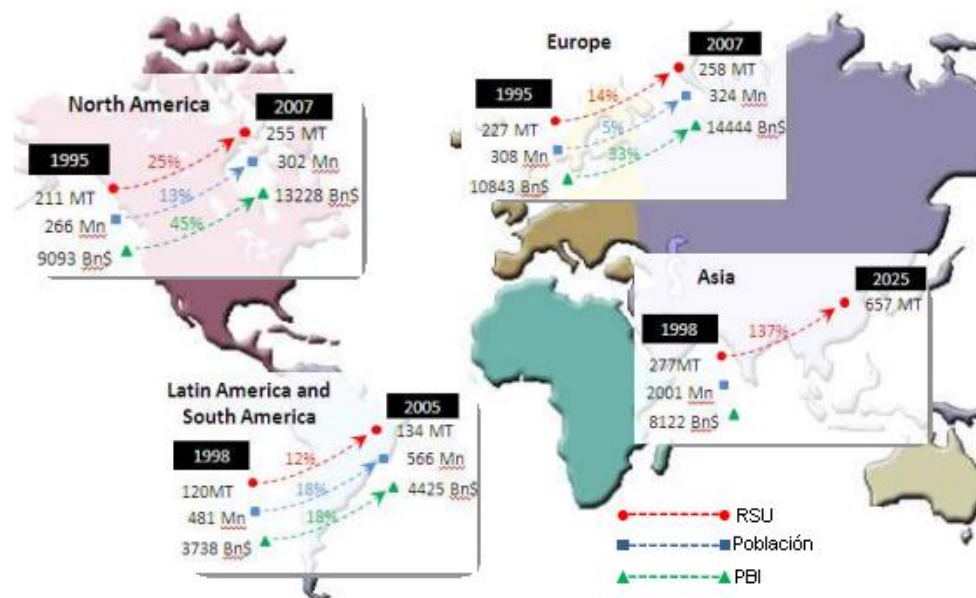 North America
2007
255 MT
302 Mn
13228 Bn$
1995
211 MT
266 Mn
9093 Bn$
25%
13%
45%
Europe
2007
258 MT
324 Mn
14444 Bn$
1995
227 MT
308 Mn
10843 Bn$
14%
5%
33%
Asia
2025
657 MT
1998
277MT
2001 Mn
8122 Bn$
137%
Latin America and
South America
2005
134 MT
566 Mn
4425 Bn$
1998
120MT
481 Mn
3738 Bn$
12%
18%
18%
RSU
Población
PBI